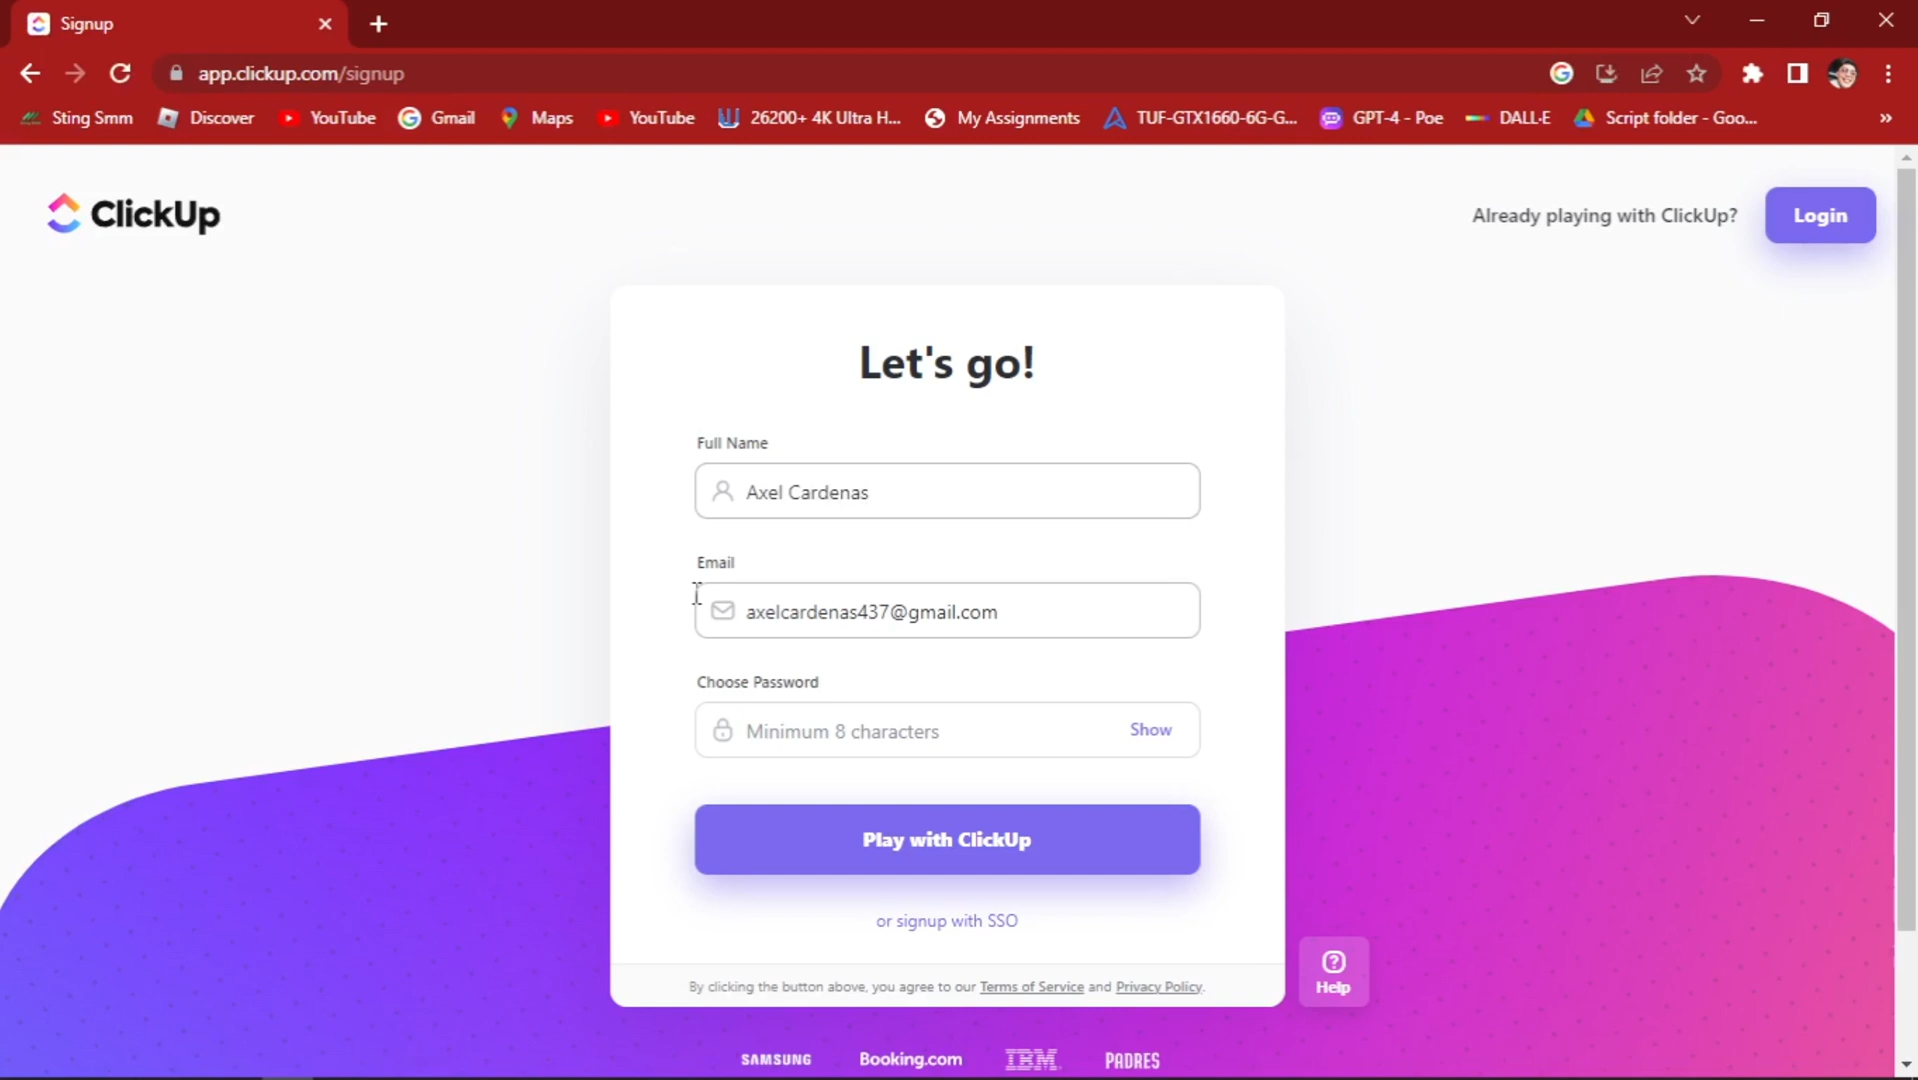 Signup
app.clickup.com/signup
Sting Smm Discover YouTube Gmail Maps YouTube 26200+ 4K Ultra H... My Assignments TUF-GTX1660-6G-G... GPT-4 - Poe DALL·E Script folder - Goo... »
ClickUp
Already playing with ClickUp? Login
Let's go!
Full Name
Axel Cardenas
Email
axelcardenas437@gmail.com
Choose Password
Minimum 8 characters Show
Play with ClickUp
or signup with SSO
Help
By clicking the button above, you agree to our Terms of Service and Privacy Policy.
SAMSUNG Booking.com IBM PADRES